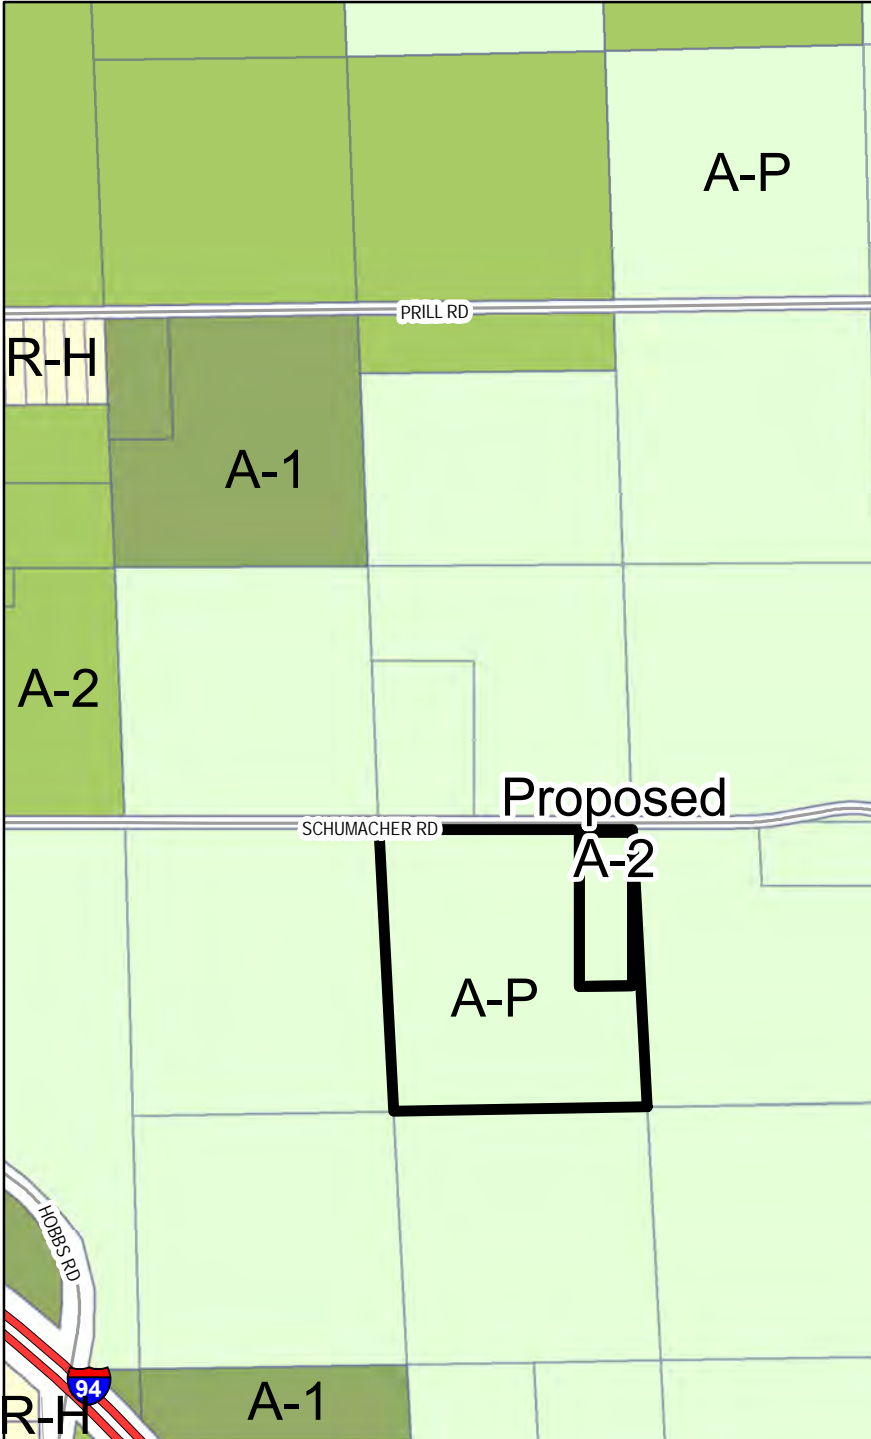 A-P
PRILL RD
R-H
A-1
A-2
Proposed
SCHUMACHER RD
A-2
A-P
HOBBS RD
94
A-1
R-H